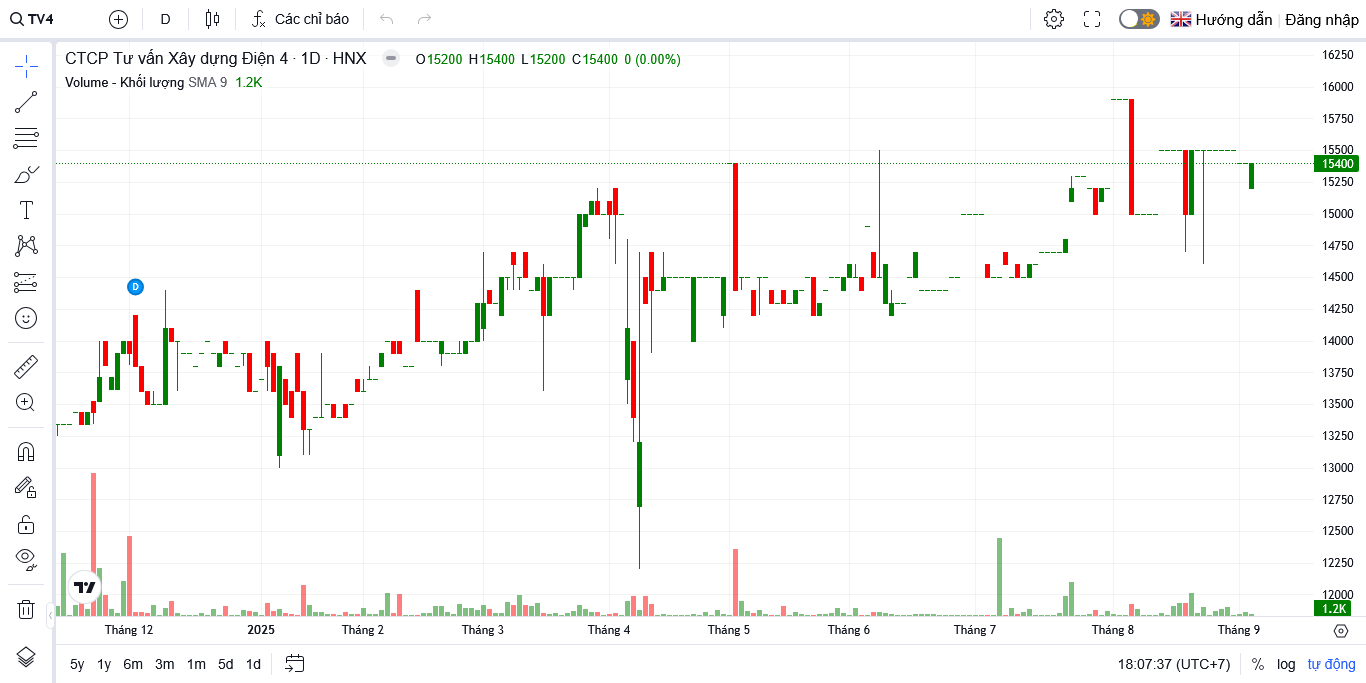 TV4 D Các chỉ báo Hướng dẫn Đăng nhập
CTCP Tư vấn Xây dựng Điện 4 · 1D · HNX O15200 H15400 L15200 C15400 0 (0.00%)
Volume - Khối lượng SMA 9 1.2K
16250
16000
15750
15500
15400
15250
15000
14750
14500
14250
14000
13750
13500
13250
13000
12750
12500
12250
12000
1.2K
D
Tháng 12 2025 Tháng 2 Tháng 3 Tháng 4 Tháng 5 Tháng 6 Tháng 7 Tháng 8 Tháng 9
5y 1y 6m 3m 1m 5d 1d 18:07:37 (UTC+7) % log tự động